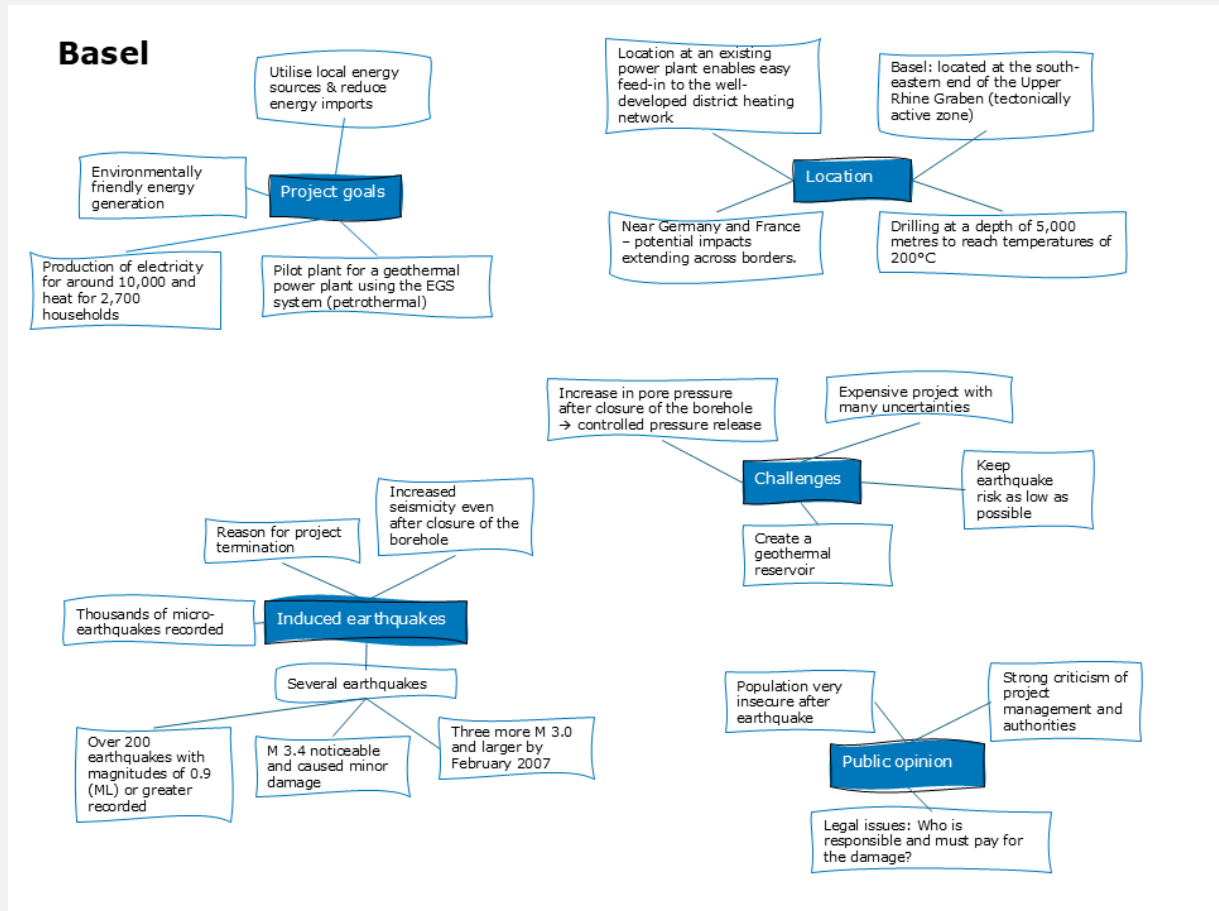 Basel
Utilise local energy
sources & reduce
energy imports
Environmentally
friendly energy
generation
Project goals
Production of electricity
for around 10,000 and
heat for 2,700
households
Pilot plant for a geothermal
power plant using the EGS
system (petrothermal)
Location at an existing
power plant enables easy
feed-in to the well-
developed district heating
network
Basel: located at the south-
eastern end of the Upper
Rhine Graben (tectonically
active zone)
Location
Near Germany and France
– potential impacts
extending across borders.
Drilling at a depth of 5,000
metres to reach temperatures of
200°C
Increase in pore pressure
after closure of the borehole
→ controlled pressure release
Expensive project with
many uncertainties
Challenges
Keep
earthquake
risk as low as
possible
Create a
geothermal
reservoir
Reason for project
termination
Increased
seismicity even
after closure of the
borehole
Thousands of micro-
earthquakes recorded
Induced earthquakes
Several earthquakes
Over 200
earthquakes with
magnitudes of 0.9
(ML) or greater
recorded
M 3.4 noticeable
and caused minor
damage
Three more M 3.0
and larger by
February 2007
Population very
insecure after
earthquake
Strong criticism of
project
management and
authorities
Public opinion
Legal issues: Who is
responsible and must pay for
the damage?